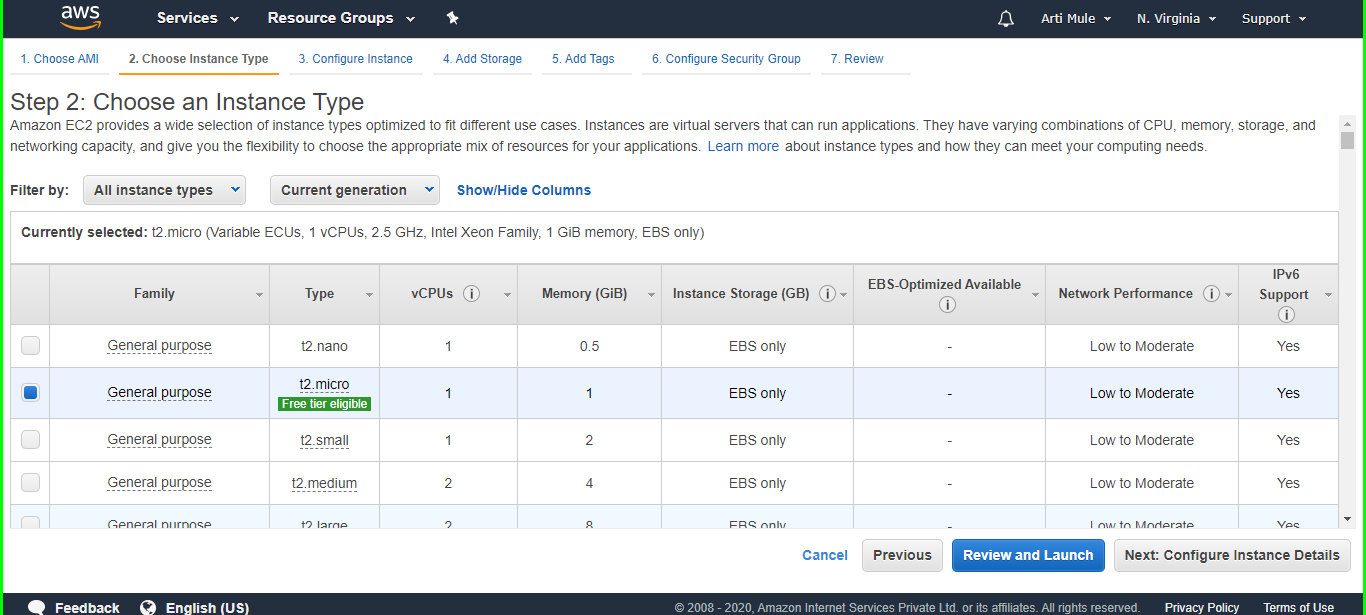 aws Services Resource Groups Arti Mule N. Virginia Support
1. Choose AMI 2. Choose Instance Type 3. Configure Instance 4. Add Storage 5. Add Tags 6. Configure Security Group 7. Review
Step 2: Choose an Instance Type
Amazon EC2 provides a wide selection of instance types optimized to fit different use cases. Instances are virtual servers that can run applications. They have varying combinations of CPU, memory, storage, and
networking capacity, and give you the flexibility to choose the appropriate mix of resources for your applications. Learn more about instance types and how they can meet your computing needs.
Filter by: All instance types Current generation Show/Hide Columns
Currently selected: t2.micro (Variable ECUs, 1 vCPUs, 2.5 GHz, Intel Xeon Family, 1 GiB memory, EBS only)
Family Type vCPUs Memory (GiB) Instance Storage (GB) EBS-Optimized Available Network Performance IPv6
Support
General purpose t2.nano 1 0.5 EBS only - Low to Moderate Yes
General purpose t2.micro 1 1 EBS only - Low to Moderate Yes
Free tier eligible
General purpose t2.small 1 2 EBS only - Low to Moderate Yes
General purpose t2.medium 2 4 EBS only - Low to Moderate Yes
General purpose t2.large 2 8 EBS only - Low to Moderate Yes
Cancel Previous Review and Launch Next: Configure Instance Details
Feedback English (US) © 2008 - 2020, Amazon Internet Services Private Ltd. or its affiliates. All rights reserved. Privacy Policy Terms of Use